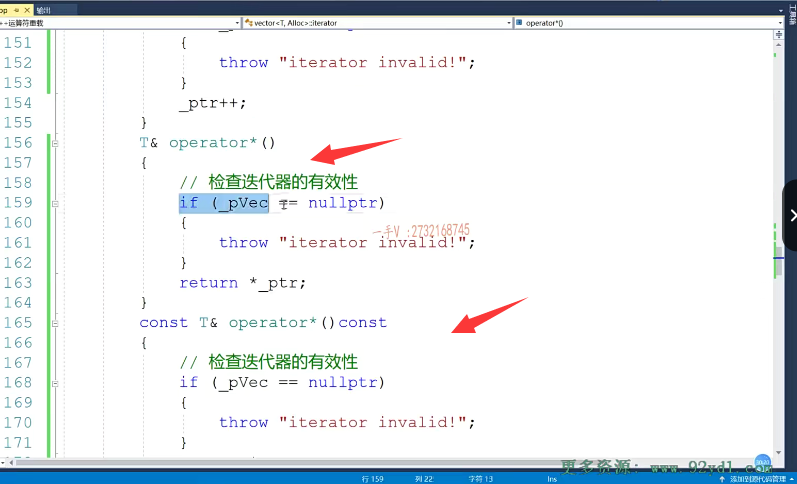 pp
输出
++运算符重载
vector<T, Alloc>::iterator
operator*()
151 {
152 throw "iterator invalid!";
153 }
154 _ptr++;
155 }
156 T& operator*()
157 {
158 // 检查迭代器的有效性
159 if (_pVec == nullptr)
160 {
一手V :2732168745
161 throw "iterator invalid!";
162 }
163 return *_ptr;
164 }
165 const T& operator*()const
166 {
167 // 检查迭代器的有效性
168 if (_pVec == nullptr)
169 {
170 throw "iterator invalid!";
171 }
更多资源: www.92ydl.com
行 159 列 22 字符 13 Ins 添加到源代码管理